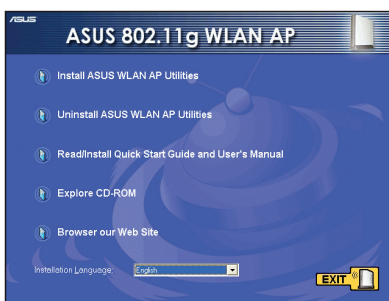 ASUS
ASUS 802.11g WLAN AP
Install ASUS WLAN AP Utilities
Uninstall ASUS WLAN AP Utilities
Read/Install Quick Start Guide and User's Manual
Explore CD-ROM
Browser our Web Site
Installation Language: English
EXIT